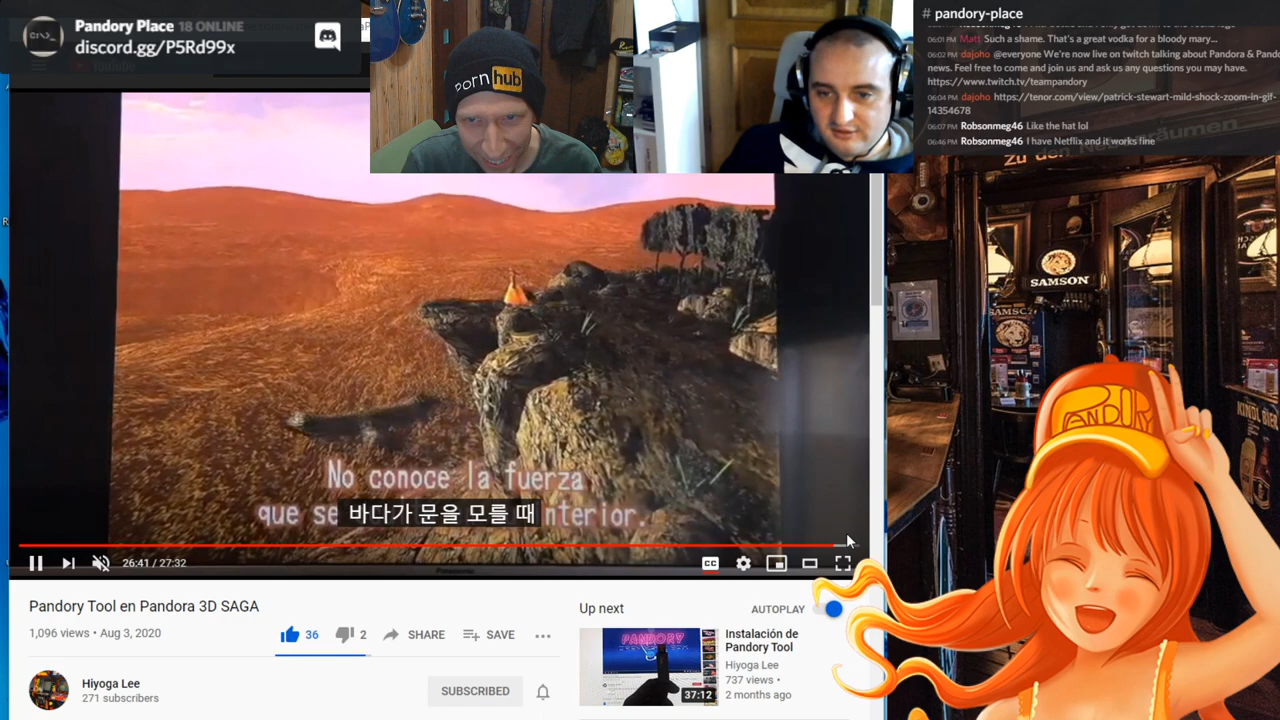 Pandory Place 18 ONLINE
discord.gg/P5Rd99x
porn hub
# pandory-place
06:01 PM Matt Such a shame. That's a great vodka for a bloody mary...
06:02 PM dajoho @everyone We're now live on twitch talking about Pandora & Pando
news. Feel free to come and join us and ask us any questions you may have.
https://www.twitch.tv/teampandory
06:04 PM dajoho https://tenor.com/view/patrick-stewart-mild-shock-zoom-in-gif-
14354678
06:07 PM Robsonmeg46 Like the hat lol
06:46 PM Robsonmeg46 I have Netflix and it works fine
Zu den
SAMSON
SAMSON
PANDORY
No conoce la fuerza
que se
바다가 문을 모를 때
nterior.
26:41 / 27:32
CC
Pandory Tool en Pandora 3D SAGA
1,096 views • Aug 3, 2020
36
2
SHARE
SAVE
Hiyoga Lee
271 subscribers
SUBSCRIBED
Up next
AUTOPLAY
PANDORY
37:12
Instalación de
Pandory Tool
Hiyoga Lee
737 views •
2 months ago